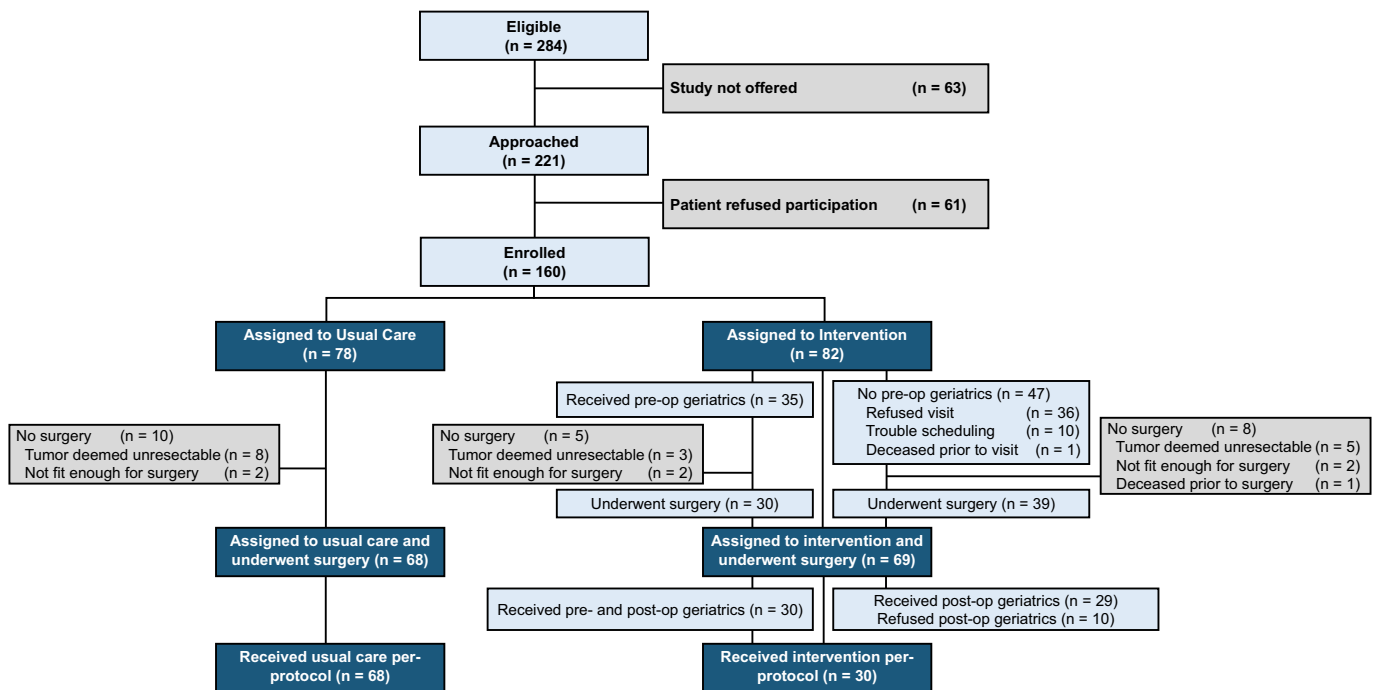 Eligible
(n = 284)
Study not offered (n = 63)
Approached
(n = 221)
Patient refused participation (n = 61)
Enrolled
(n = 160)
Assigned to Usual Care
(n = 78)
Assigned to Intervention
(n = 82)
Received pre-op geriatrics (n = 35)
No pre-op geriatrics (n = 47)
Refused visit (n = 36)
Trouble scheduling (n = 10)
Deceased prior to visit (n = 1)
No surgery (n = 10)
Tumor deemed unresectable (n = 8)
Not fit enough for surgery (n = 2)
No surgery (n = 5)
Tumor deemed unresectable (n = 3)
Not fit enough for surgery (n = 2)
No surgery (n = 8)
Tumor deemed unresectable (n = 5)
Not fit enough for surgery (n = 2)
Deceased prior to surgery (n = 1)
Underwent surgery (n = 30)
Underwent surgery (n = 39)
Assigned to usual care and
underwent surgery (n = 68)
Assigned to intervention and
underwent surgery (n = 69)
Received pre- and post-op geriatrics (n = 30)
Received post-op geriatrics (n = 29)
Refused post-op geriatrics (n = 10)
Received usual care per-
protocol (n = 68)
Received intervention per-
protocol (n = 30)